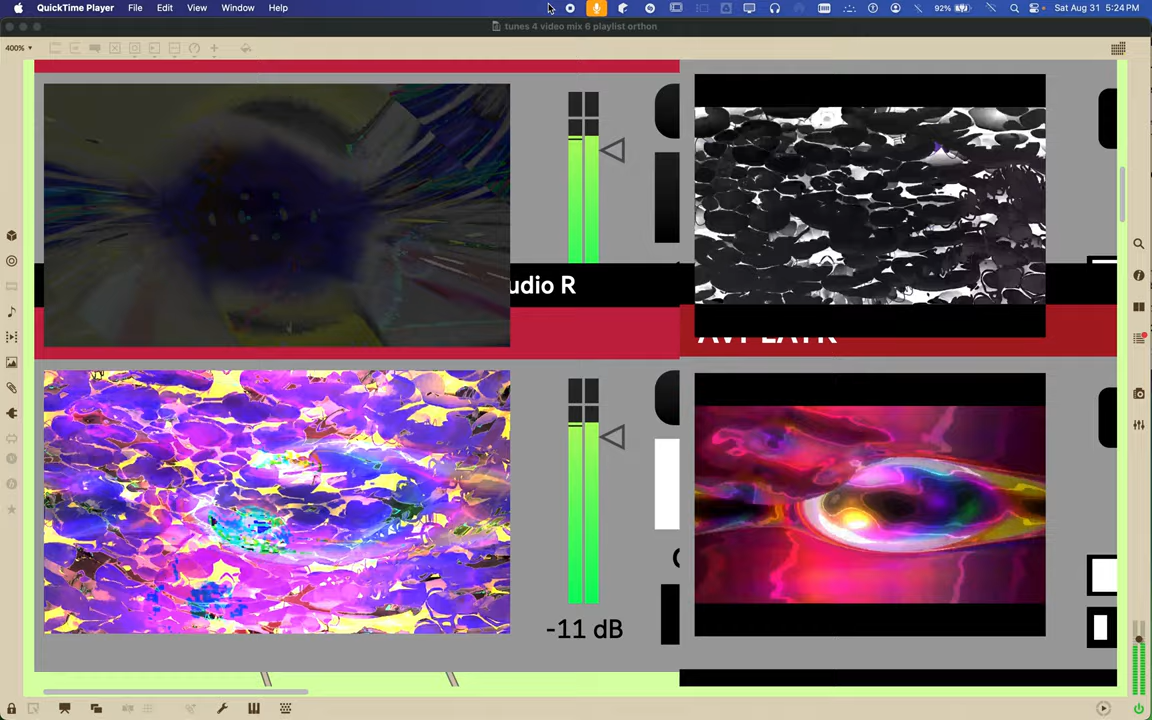 QuickTime Player File Edit View Window Help
92% Sat Aug 31 5:24 PM
tunes 4 video mix 6 playlist orthon
400%
udio R
-11 dB